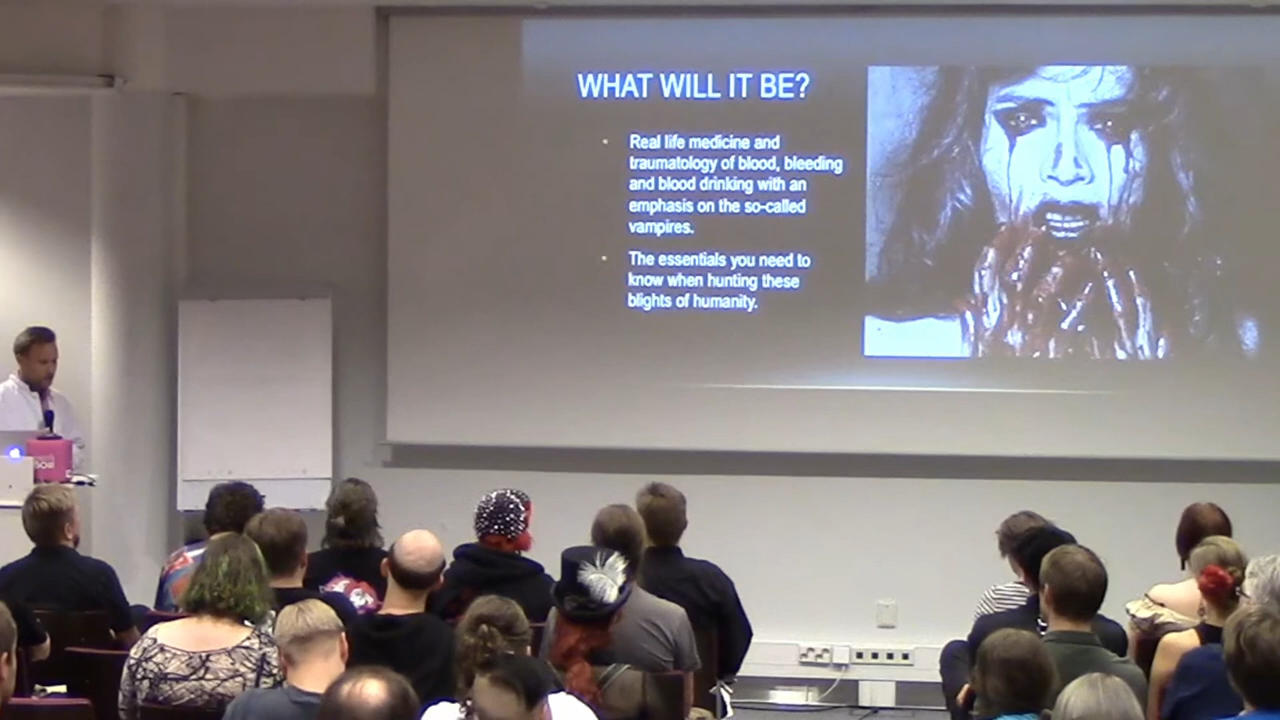 WHAT WILL IT BE?
Real life medicine and
traumatology of blood, bleeding
and blood drinking with an
emphasis on the so-called
vampires.
The essentials you need to
know when hunting these
blights of humanity.